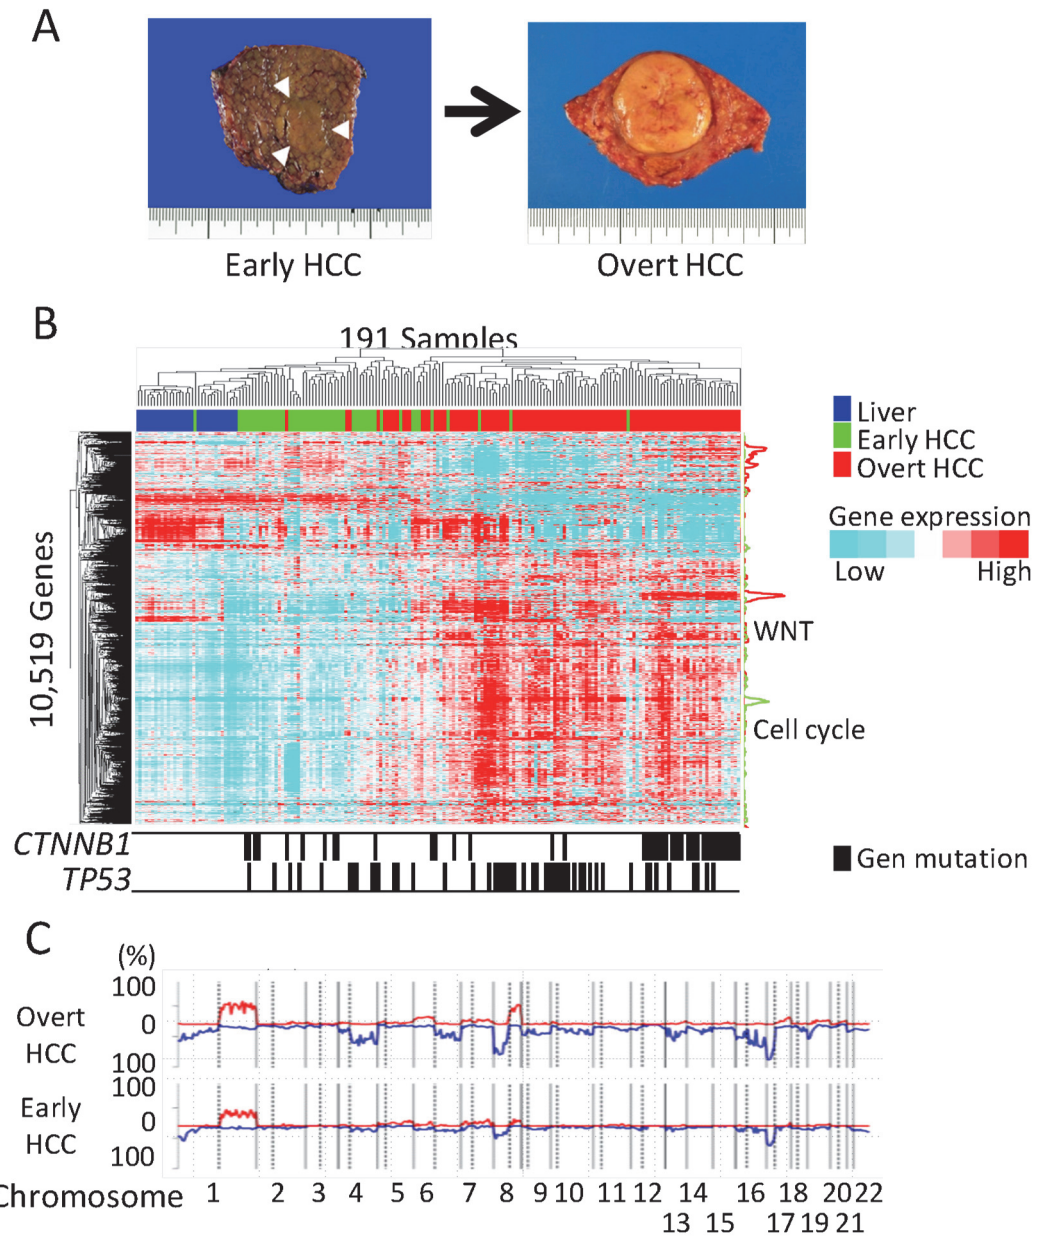 A
Early HCC
Overt HCC
B
191 Samples
10,519 Genes
Liver
Early HCC
Overt HCC
Gene expression
Low High
WNT
Cell cycle
CTNNB1
TP53
Gen mutation
C
(%)
100
Overt HCC
0
100
100
Early HCC
0
100
Chromosome 1 2 3 4 5 6 7 8 9 10 11 12 14 16 18 20 22
13 15 17 19 21